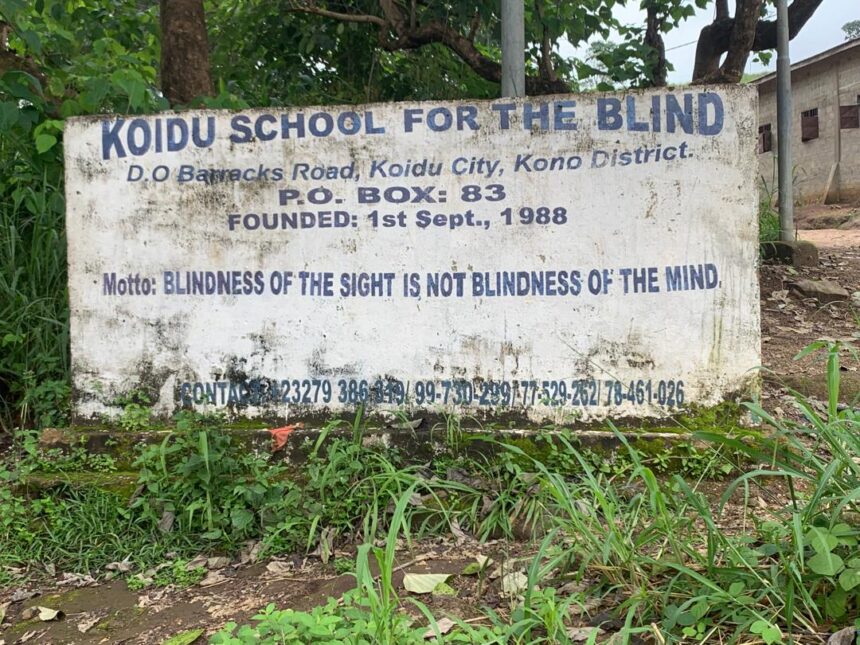 KOIDU SCHOOL FOR THE BLIND
D.O Barracks Road, Koidu City, Kono District.
P.O. BOX: 83
FOUNDED: 1st Sept., 1988
Motto: BLINDNESS OF THE SIGHT IS NOT BLINDNESS OF THE MIND.
CONTACT: +23279 386 319/ 99-730-299/ 77-529-262/ 78-461-026